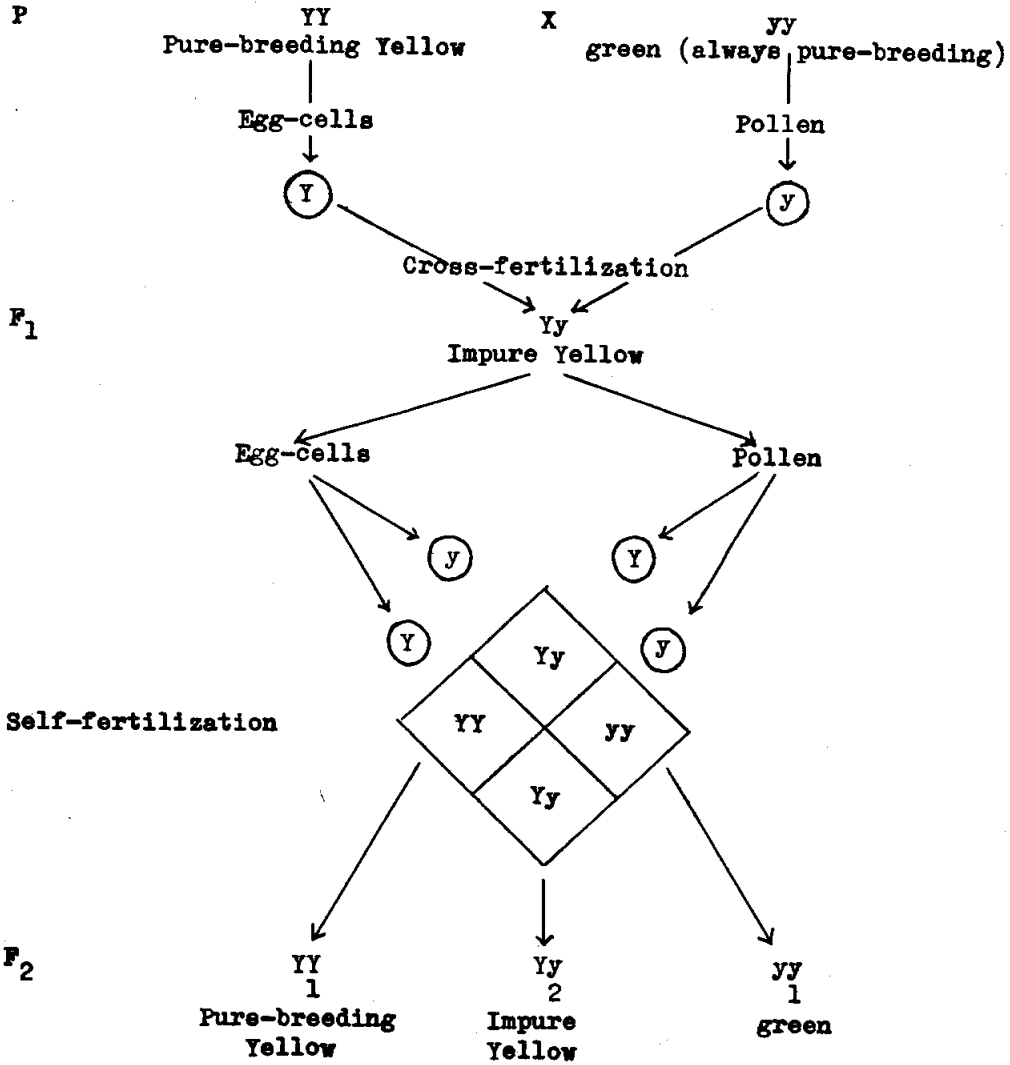 P YY X yy
Pure-breeding Yellow green (always pure-breeding)
Egg-cells Pollen
Y y
Cross-fertilization
F1 Yy
Impure Yellow
Egg-cells Pollen
y Y
Y y
Yy
Self-fertilization YY yy
Yy
F2 YY Yy yy
1 2 1
Pure-breeding Impure green
Yellow Yellow